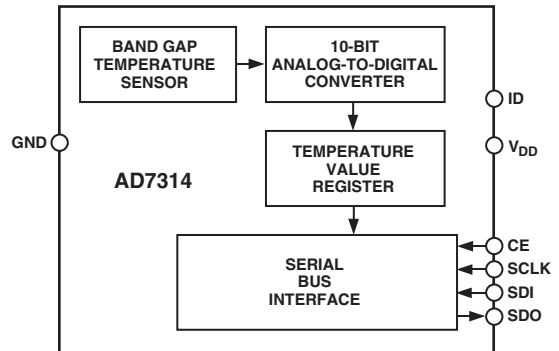 BAND GAP
TEMPERATURE
SENSOR
10-BIT
ANALOG-TO-DIGITAL
CONVERTER
ID
GND
VDD
AD7314
TEMPERATURE
VALUE
REGISTER
SERIAL
BUS
INTERFACE
CE
SCLK
SDI
SDO